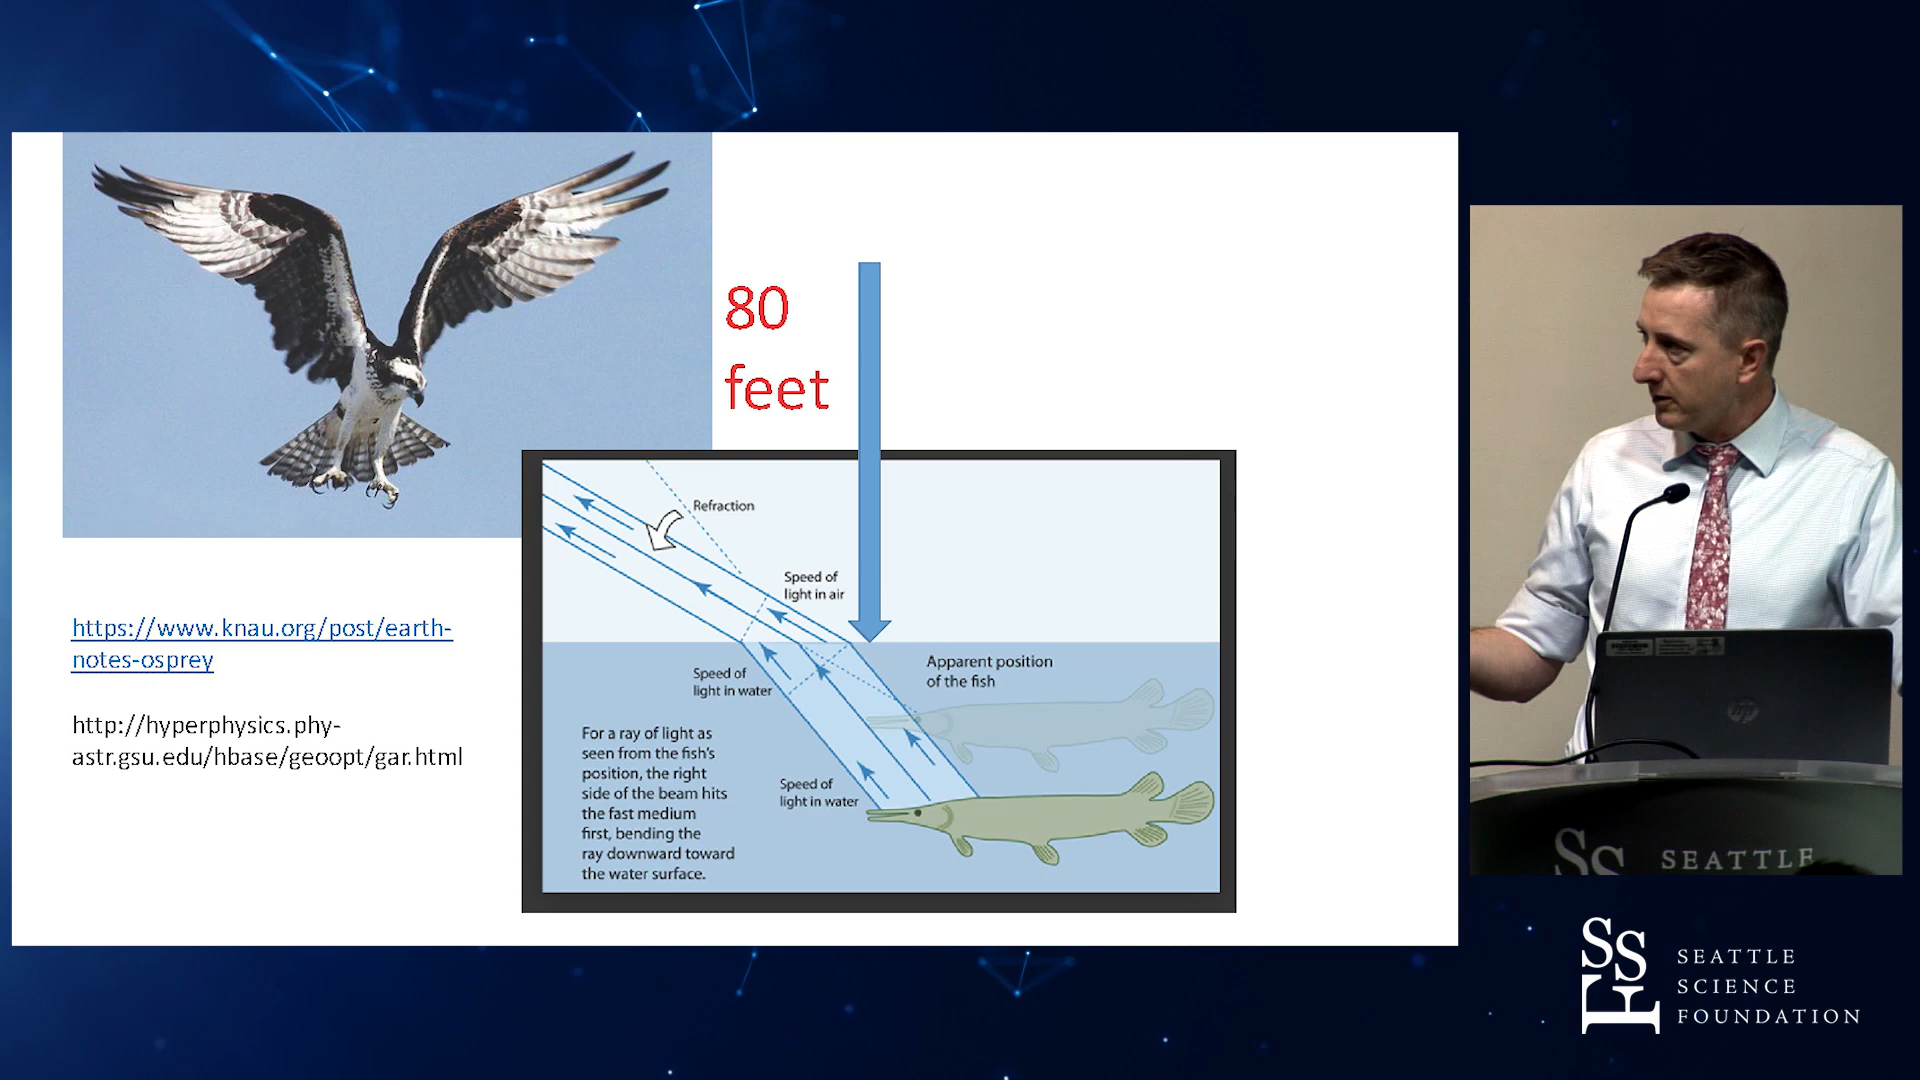 80
feet
https://www.knau.org/post/earth-
notes-osprey
http://hyperphysics.phy-
astr.gsu.edu/hbase/geoopt/gar.html
Refraction
Speed of
light in air
Speed of
light in water
Apparent position
of the fish
For a ray of light as
seen from the fish's
position, the right
side of the beam hits
the fast medium
first, bending the
ray downward toward
the water surface.
Speed of
light in water
hp
SSF SEATTLE
SSF
SEATTLE
SCIENCE
FOUNDATION